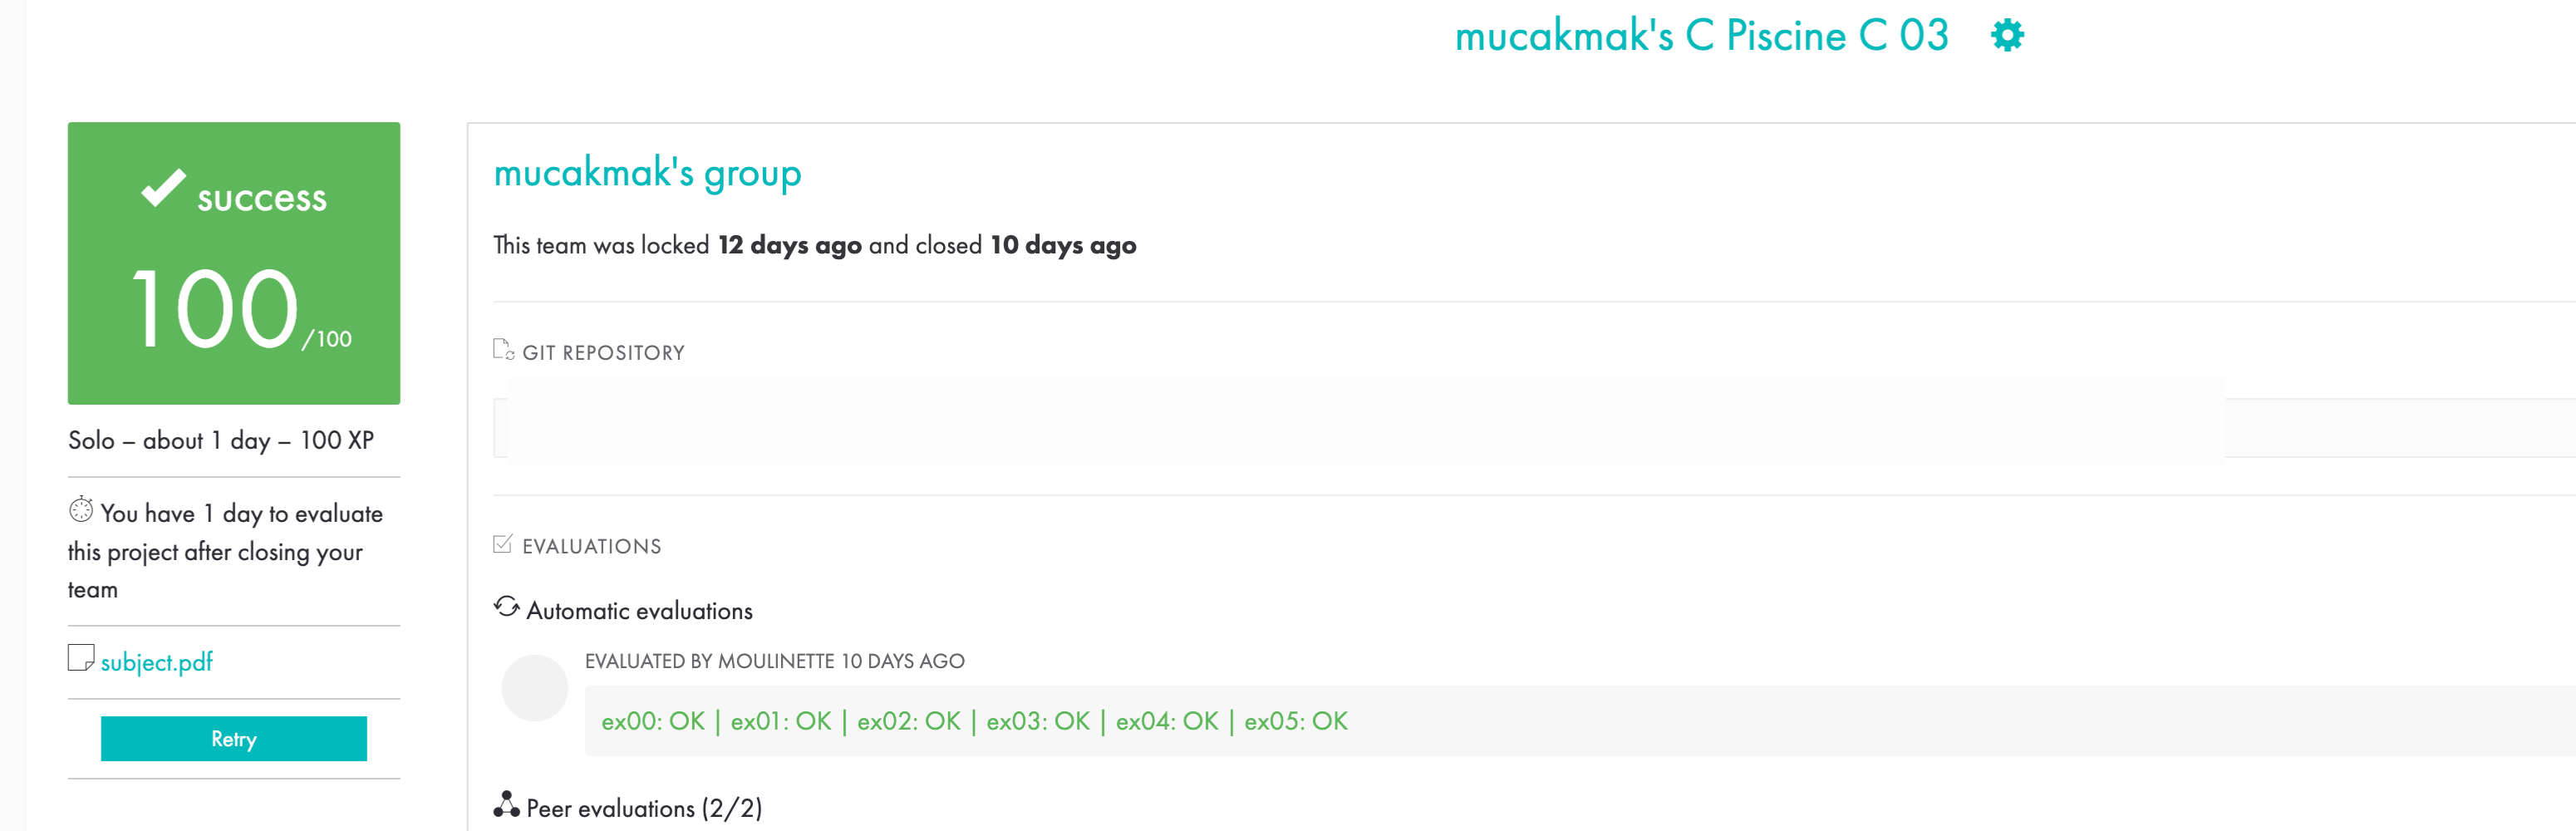 mucakmak's C Piscine C 03
success
100/100
Solo – about 1 day – 100 XP
You have 1 day to evaluate
this project after closing your
team
subject.pdf
Retry
mucakmak's group
This team was locked 12 days ago and closed 10 days ago
GIT REPOSITORY
EVALUATIONS
Automatic evaluations
EVALUATED BY MOULINETTE 10 DAYS AGO
ex00: OK | ex01: OK | ex02: OK | ex03: OK | ex04: OK | ex05: OK
Peer evaluations (2/2)